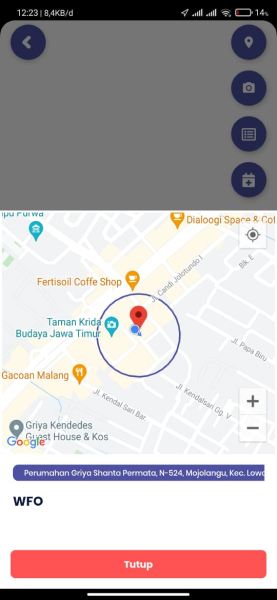 12:23 | 8,4KB/d
14%
ipu Purwa
Dialoogi Space & Cof
Blk. E
Jl. Candi Jolotundo I
Fertisoil Coffe Shop
Taman Krida
Budaya Jawa Timur
Jl. Papa Biru
Gacoan Malang
Jl. Kendalsari Gg. V
Jl. Kendal Sari Bar.
Griya Kendedes
Guest House & Kos
Google
Perumahan Griya Shanta Permata, N-524, Mojolangu, Kec. Lowo
WFO
Tutup